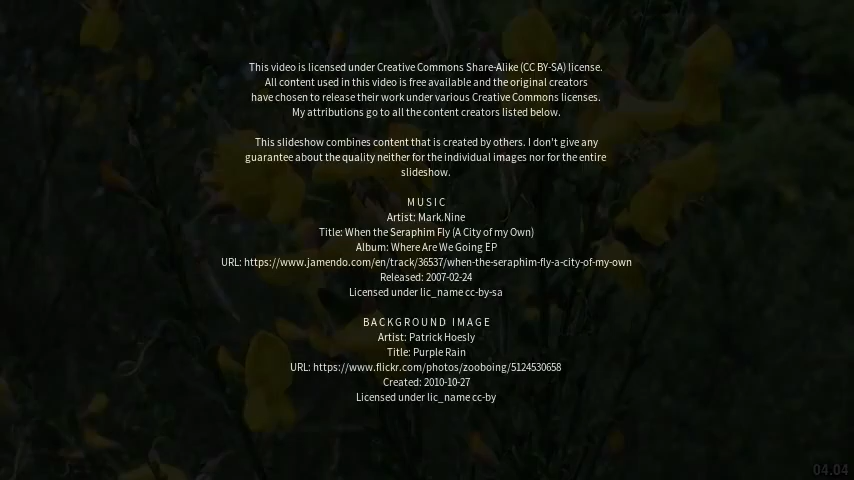 This video is licensed under Creative Commons Share-Alike (CC BY-SA) license.
All content used in this video is free available and the original creators
have chosen to release their work under various Creative Commons licenses.
My attributions go to all the content creators listed below.
This slideshow combines content that is created by others. I don't give any
guarantee about the quality neither for the individual images nor for the entire
slideshow.
MUSIC
Artist: Mark.Nine
Title: When the Seraphim Fly (A City of my Own)
Album: Where Are We Going EP
URL: https://www.jamendo.com/en/track/36537/when-the-seraphim-fly-a-city-of-my-own
Released: 2007-02-24
Licensed under lic_name cc-by-sa
BACKGROUND IMAGE
Artist: Patrick Hoesly
Title: Purple Rain
URL: https://www.flickr.com/photos/zooboing/5124530658
Created: 2010-10-27
Licensed under lic_name cc-by
04.04